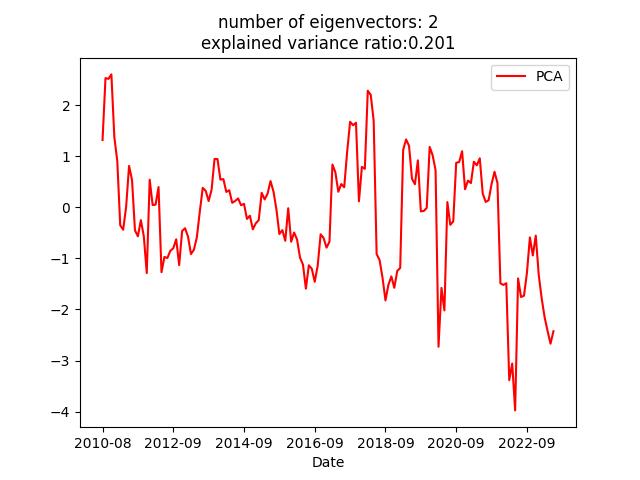 number of eigenvectors: 2
explained variance ratio:0.201
PCA
2
1
0
−1
−2
−3
−4
2010-08 2012-09 2014-09 2016-09 2018-09 2020-09 2022-09
Date